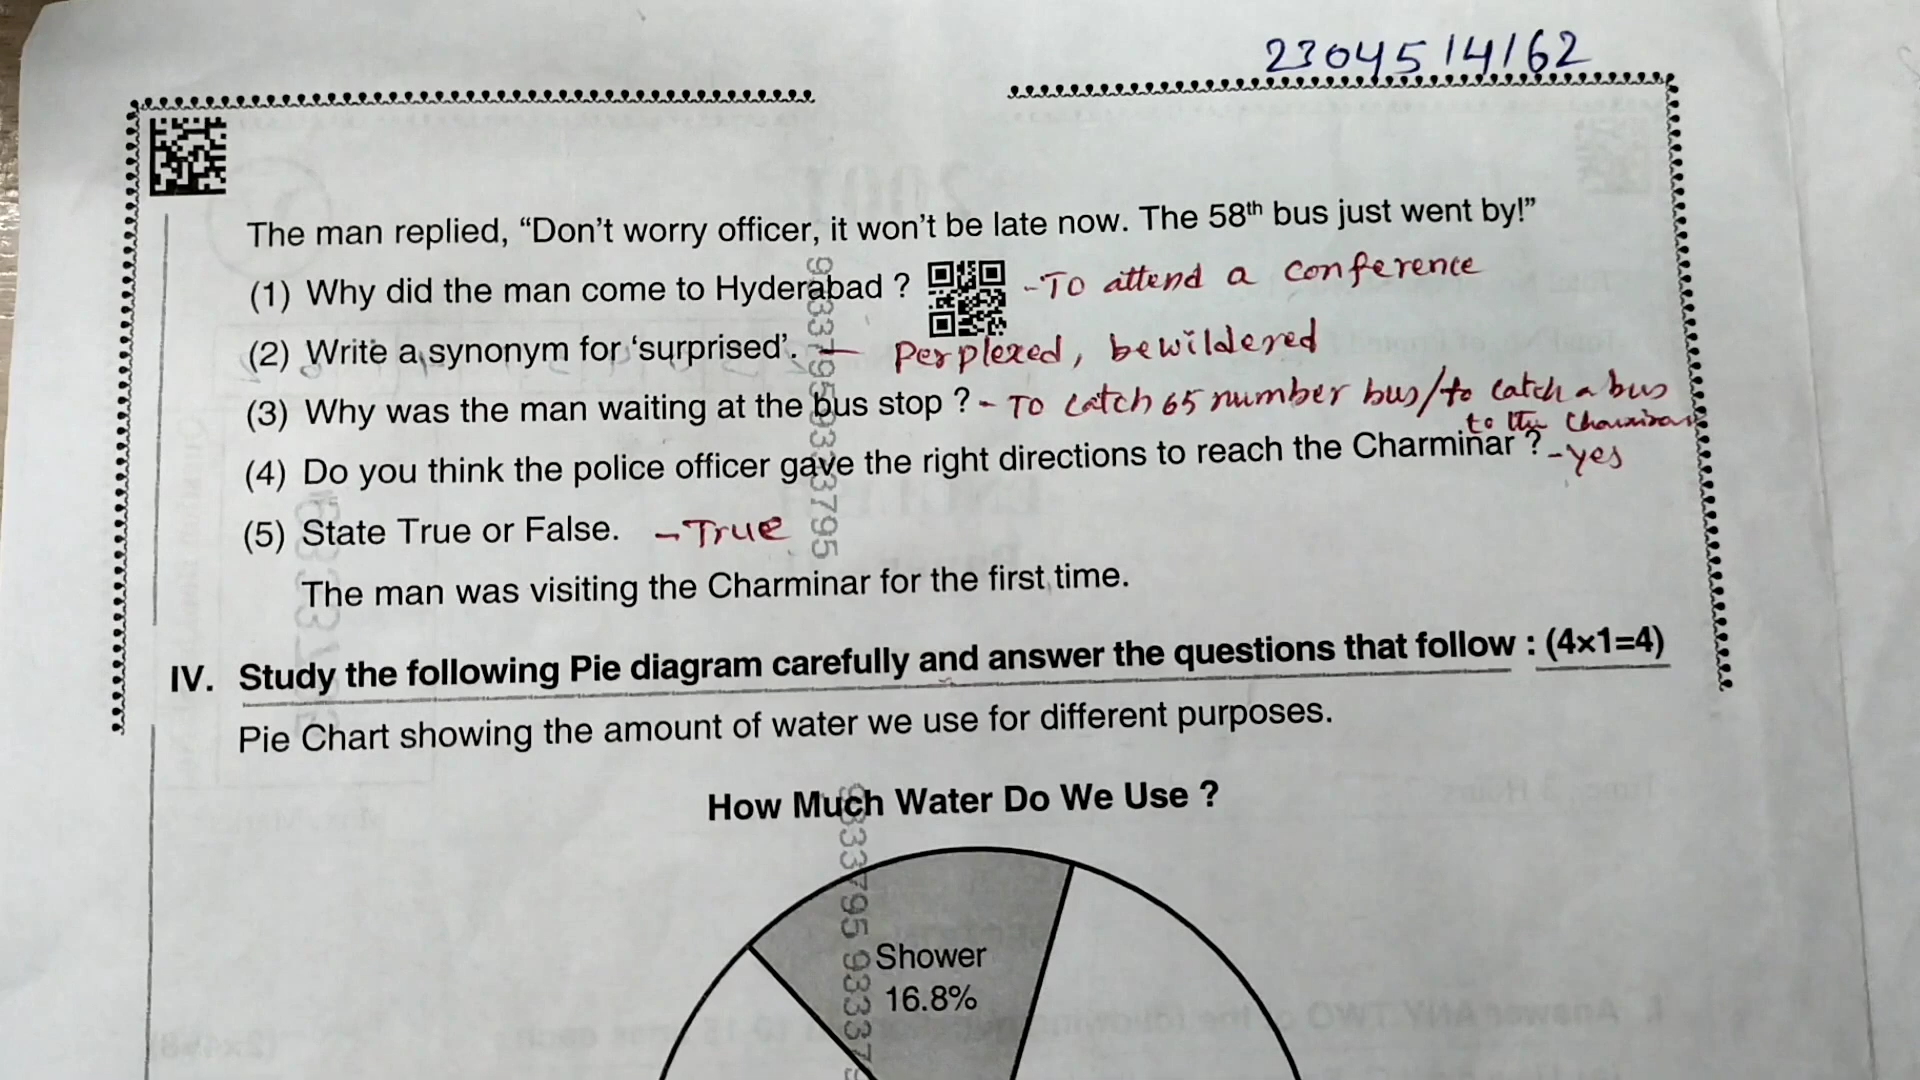 2304514162
The man replied, “Don’t worry officer, it won’t be late now. The 58th bus just went by!”
(1) Why did the man come to Hyderabad ? -To attend a conference
(2) Write a synonym for ‘surprised’. — Perplexed, bewildered
(3) Why was the man waiting at the bus stop ? - To catch 65 number bus/to catch a bus
to the Charminar
(4) Do you think the police officer gave the right directions to reach the Charminar ? -yes
(5) State True or False. -True
The man was visiting the Charminar for the first time.
IV. Study the following Pie diagram carefully and answer the questions that follow : (4x1=4)
Pie Chart showing the amount of water we use for different purposes.
How Much Water Do We Use ?
Shower
16.8%